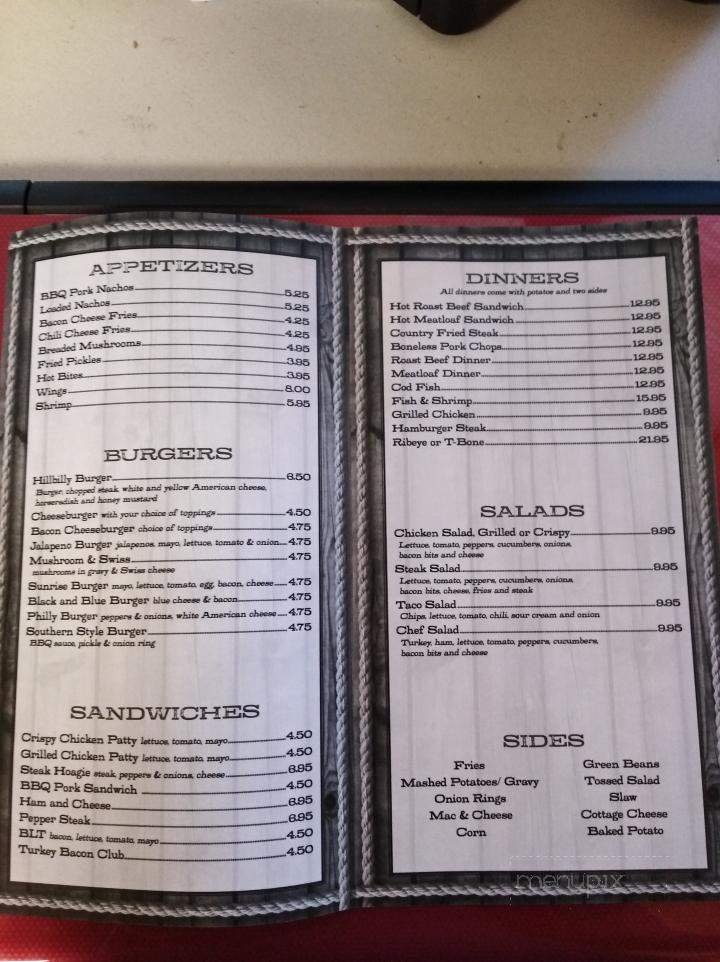 APPETIZERS
BBQ Pork Nachos 5.25
Loaded Nachos 5.25
Bacon Cheese Fries 4.25
Chili Cheese Fries 4.25
Breaded Mushrooms 4.95
Fried Pickles 3.95
Hot Bites 3.95
Wings 8.00
Shrimp 5.95
BURGERS
Hillbilly Burger 6.50
Burger, chopped steak, white and yellow American cheese,
horseradish and honey mustard
Cheeseburger with your choice of toppings 4.50
Bacon Cheeseburger choice of toppings 4.75
Jalapeno Burger jalapenos, mayo, lettuce, tomato & onion 4.75
Mushroom & Swiss 4.75
mushrooms in gravy & Swiss cheese
Sunrise Burger mayo, lettuce, tomato, egg, bacon, cheese 4.75
Black and Blue Burger blue cheese & bacon 4.75
Philly Burger peppers & onions, white American cheese 4.75
Southern Style Burger 4.75
BBQ sauce, pickle & onion ring
SANDWICHES
Crispy Chicken Patty lettuce, tomato, mayo 4.50
Grilled Chicken Patty lettuce, tomato, mayo 4.50
Steak Hoagie steak, peppers & onions, cheese 6.95
BBQ Pork Sandwich 4.50
Ham and Cheese 6.95
Pepper Steak 6.95
BLT bacon, lettuce, tomato, mayo 4.50
Turkey Bacon Club 4.50
DINNERS
All dinners come with potatoe and two sides
Hot Roast Beef Sandwich 12.95
Hot Meatloaf Sandwich 12.95
Country Fried Steak 12.95
Boneless Pork Chops 12.95
Roast Beef Dinner 12.95
Meatloaf Dinner 12.95
Cod Fish 12.95
Fish & Shrimp 15.95
Grilled Chicken 9.95
Hamburger Steak 9.95
Ribeye or T-Bone 21.95
SALADS
Chicken Salad, Grilled or Crispy 9.95
Lettuce, tomato, peppers, cucumbers, onions,
bacon bits and cheese
Steak Salad 9.95
Lettuce, tomato, peppers, cucumbers, onions,
bacon bits, cheese, fries and steak
Taco Salad 9.95
Chips, lettuce, tomato, chili, sour cream and onion
Chef Salad 9.95
Turkey, ham, lettuce, tomato, peppers, cucumbers,
bacon bits and cheese
SIDES
Fries
Mashed Potatoes/ Gravy
Onion Rings
Mac & Cheese
Corn
Green Beans
Tossed Salad
Slaw
Cottage Cheese
Baked Potato
menupix